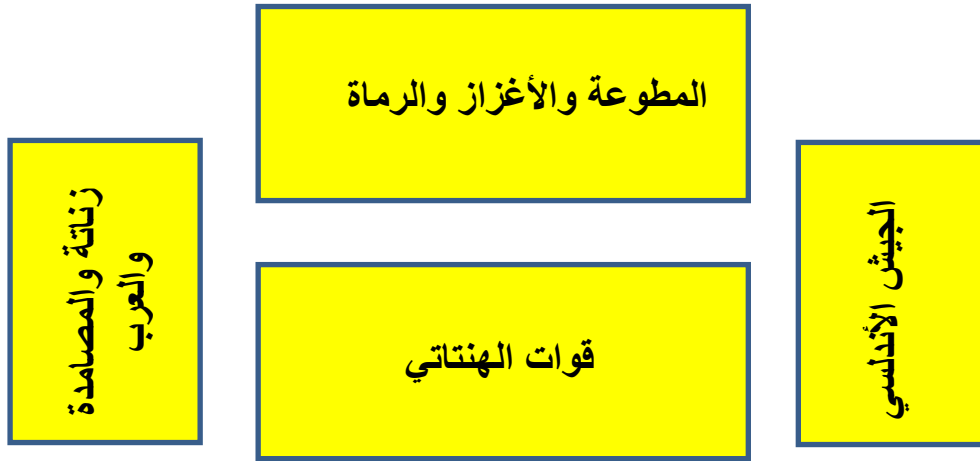 المطوعة والأغزاز والرماة
الجيش الأندلسي
زناتة والمصامدة
والعرب
قوات الهنتاتي